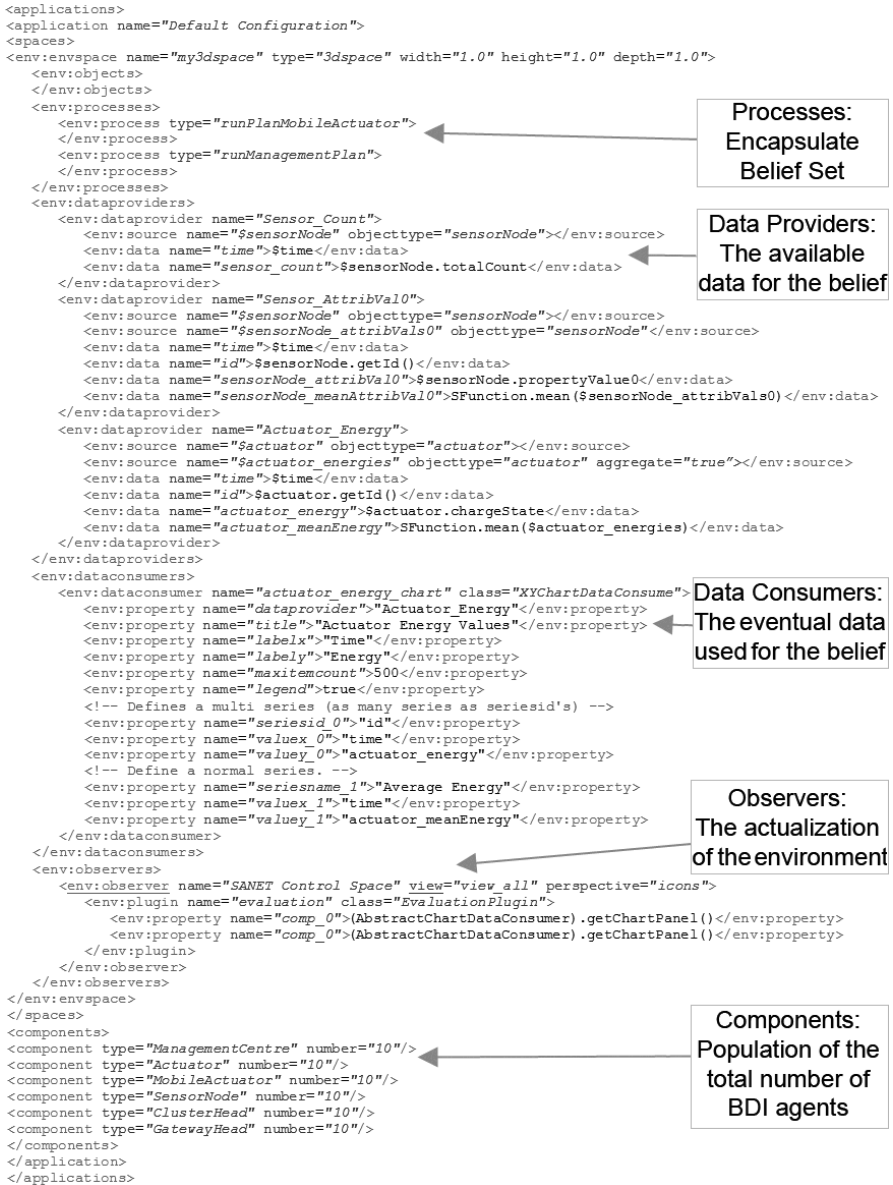 <applications>
<application name="Default Configuration">
<spaces>
<env:envspace name="my3dspace" type="3dspace" width="1.0" height="1.0" depth="1.0">
<env:objects>
</env:objects>
<env:processes>
<env:process type="runPlanMobileActuator">
</env:process>
<env:process type="runManagementPlan">
</env:process>
</env:processes>
Processes:
Encapsulate
Belief Set
<env:dataproviders>
<env:dataprovider name="Sensor_Count">
<env:source name="$sensorNode" objecttype="sensorNode"></env:source>
<env:data name="time">$time</env:data>
<env:data name="sensor_count">$sensorNode.totalCount</env:data>
</env:dataprovider>
Data Providers:
The available
data for the belief
<env:dataprovider name="Sensor_AttribVal0">
<env:source name="$sensorNode" objecttype="sensorNode"></env:source>
<env:source name="$sensorNode_attribVals0" objecttype="sensorNode"</env:source>
<env:data name="time">$time</env:data>
<env:data name="id">$sensorNode.getId()</env:data>
<env:data name="sensorNode_attribVal0">$sensorNode.propertyValue0</env:data>
<env:data name="sensorNode_meanAttribVal0">SFunction.mean($sensorNode_attribVals0)</env:data>
</env:dataprovider>
<env:dataprovider name="Actuator_Energy">
<env:source name="$actuator" objecttype="actuator"></env:source>
<env:source name="$actuator_energies" objecttype="actuator" aggregate="true"></env:source>
<env:data name="time">$time</env:data>
<env:data name="id">$actuator.getId()</env:data>
<env:data name="actuator_energy">$actuator.chargeState</env:data>
<env:data name="actuator_meanEnergy">SFunction.mean($actuator_energies)</env:data>
</env:dataprovider>
</env:dataproviders>
<env:dataconsumers>
<env:dataconsumer name="actuator_energy_chart" class="XYChartDataConsume">
<env:property name="dataprovider">"Actuator_Energy"</env:property>
<env:property name="title">"Actuator Energy Values"</env:property>
<env:property name="labelx">"Time"</env:property>
<env:property name="labely">"Energy"</env:property>
<env:property name="maxitemcount">500</env:property>
<env:property name="legend">true</env:property>
Data Consumers:
The eventual data
used for the belief
<!-- Defines a multi series (as many series as seriesid's) -->
<env:property name="seriesid_0">"id"</env:property>
<env:property name="valuex_0">"time"</env:property>
<env:property name="valuey_0">"actuator_energy"</env:property>
<!-- Define a normal series. -->
<env:property name="seriesname_1">"Average Energy"</env:property>
<env:property name="valuex_1">"time"</env:property>
<env:property name="valuey_1">"actuator_meanEnergy"</env:property>
</env:dataconsumer>
</env:dataconsumers>
Observers:
The actualization
of the environment
<env:observers>
<env:observer name="SANET Control Space" view="view_all" perspective="icons">
<env:plugin name="evaluation" class="EvaluationPlugin">
<env:property name="comp_0">(AbstractChartDataConsumer).getChartPanel()</env:property>
<env:property name="comp_0">(AbstractChartDataConsumer).getChartPanel()</env:property>
</env:plugin>
</env:observer>
</env:observers>
</env:envspace>
</spaces>
<components>
<component type="ManagementCentre" number="10"/>
<component type="Actuator" number="10"/>
<component type="MobileActuator" number="10"/>
<component type="SensorNode" number="10"/>
<component type="ClusterHead" number="10"/>
<component type="GatewayHead" number="10"/>
</components>
Components:
Population of the
total number of
BDI agents
</application>
</applications>